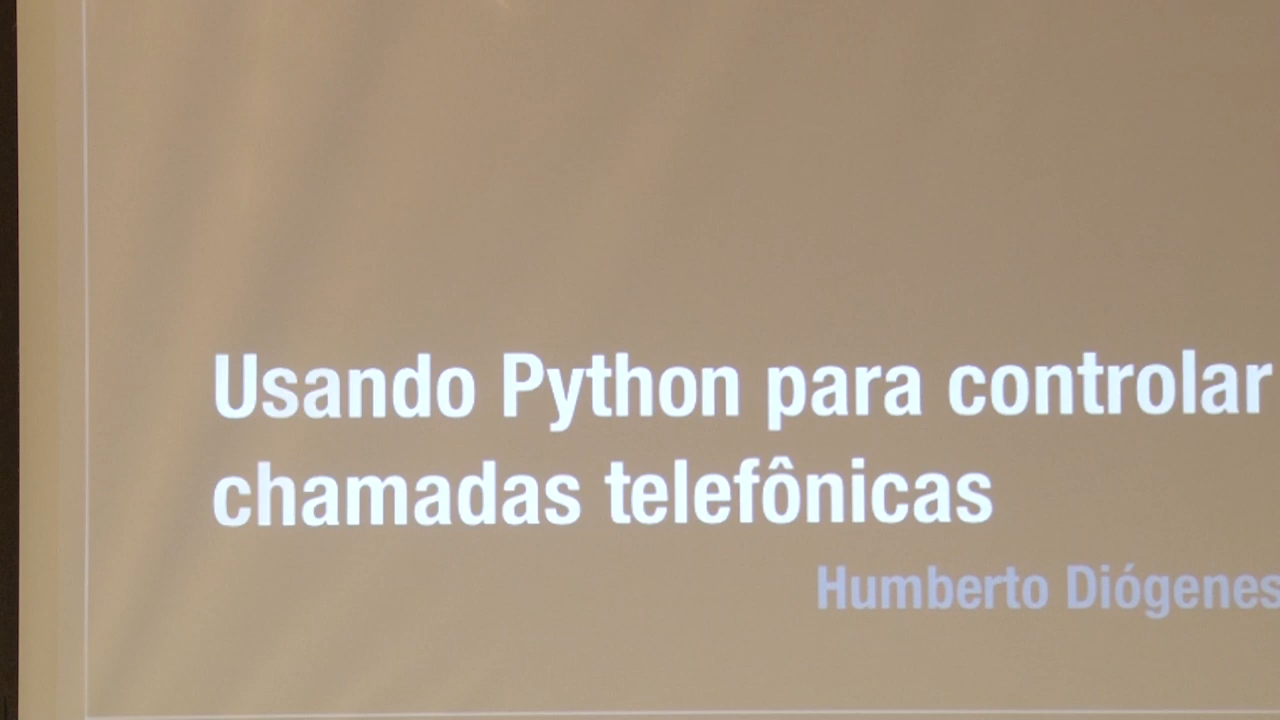 Usando Python para controlar
chamadas telefônicas
Humberto Diógenes